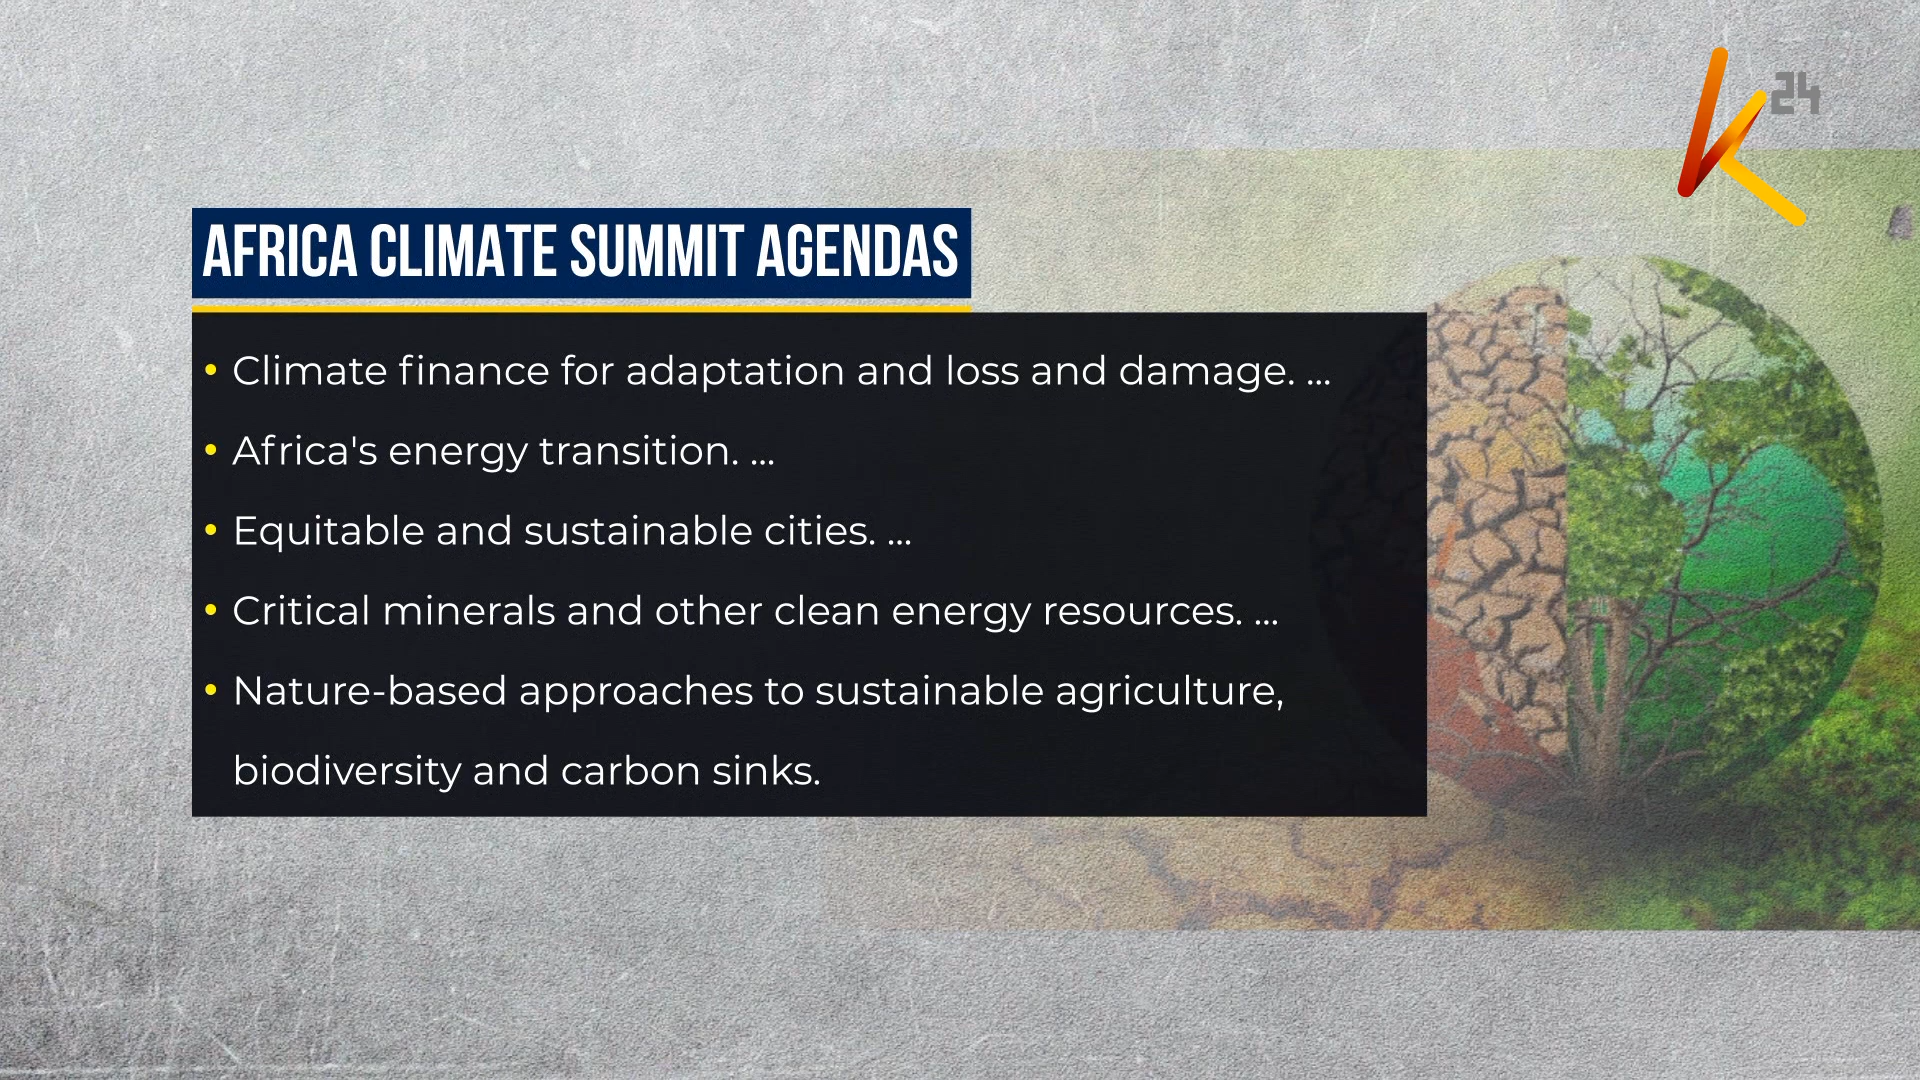 K24
AFRICA CLIMATE SUMMIT AGENDAS
• Climate finance for adaptation and loss and damage. ...
• Africa's energy transition. ...
• Equitable and sustainable cities. ...
• Critical minerals and other clean energy resources. ...
• Nature-based approaches to sustainable agriculture,
biodiversity and carbon sinks.